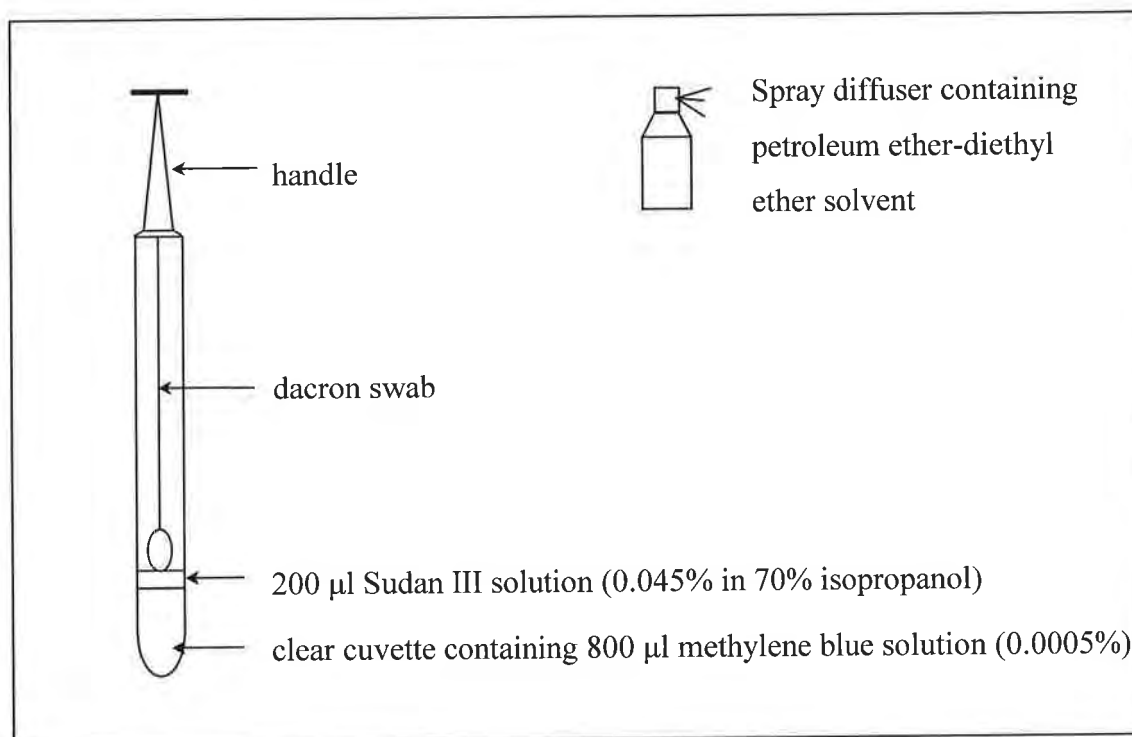 Spray diffuser containing
petroleum ether-diethyl
ether solvent
handle
dacron swab
200 μl Sudan III solution (0.045% in 70% isopropanol)
clear cuvette containing 800 μl methylene blue solution (0.0005%)